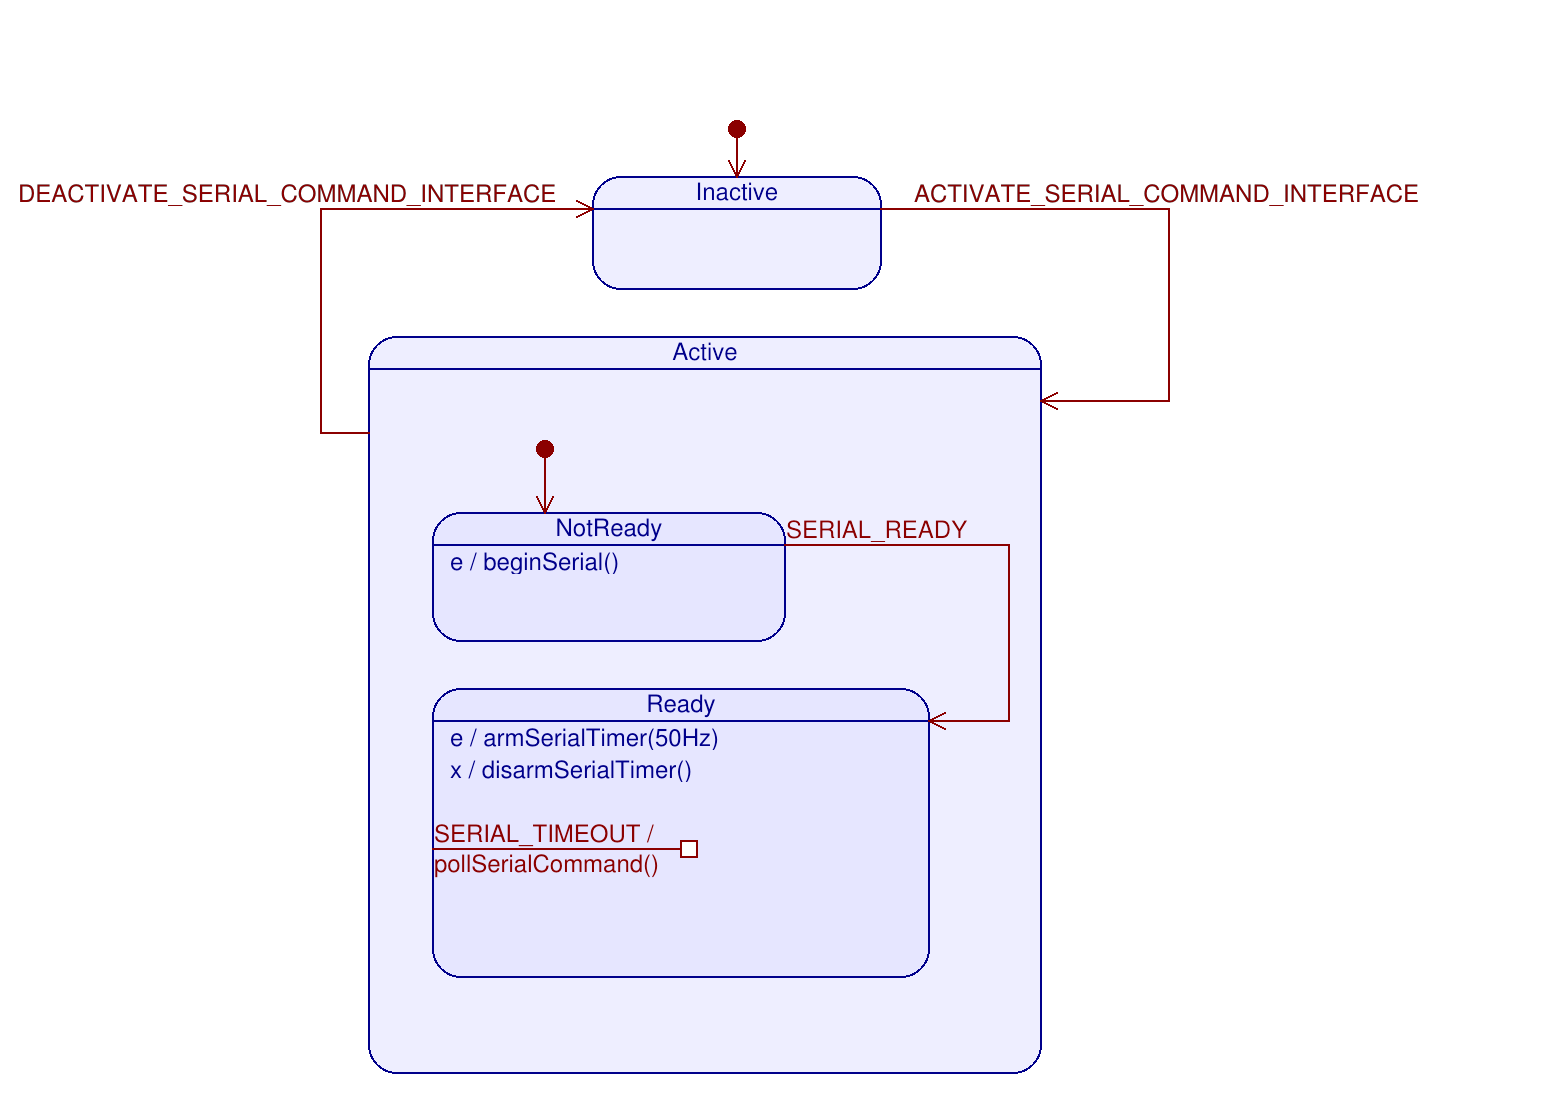 DEACTIVATE_SERIAL_COMMAND_INTERFACE
Inactive
ACTIVATE_SERIAL_COMMAND_INTERFACE
Active
NotReady
SERIAL_READY
e / beginSerial()
Ready
e / armSerialTimer(50Hz)
x / disarmSerialTimer()
SERIAL_TIMEOUT /
pollSerialCommand()